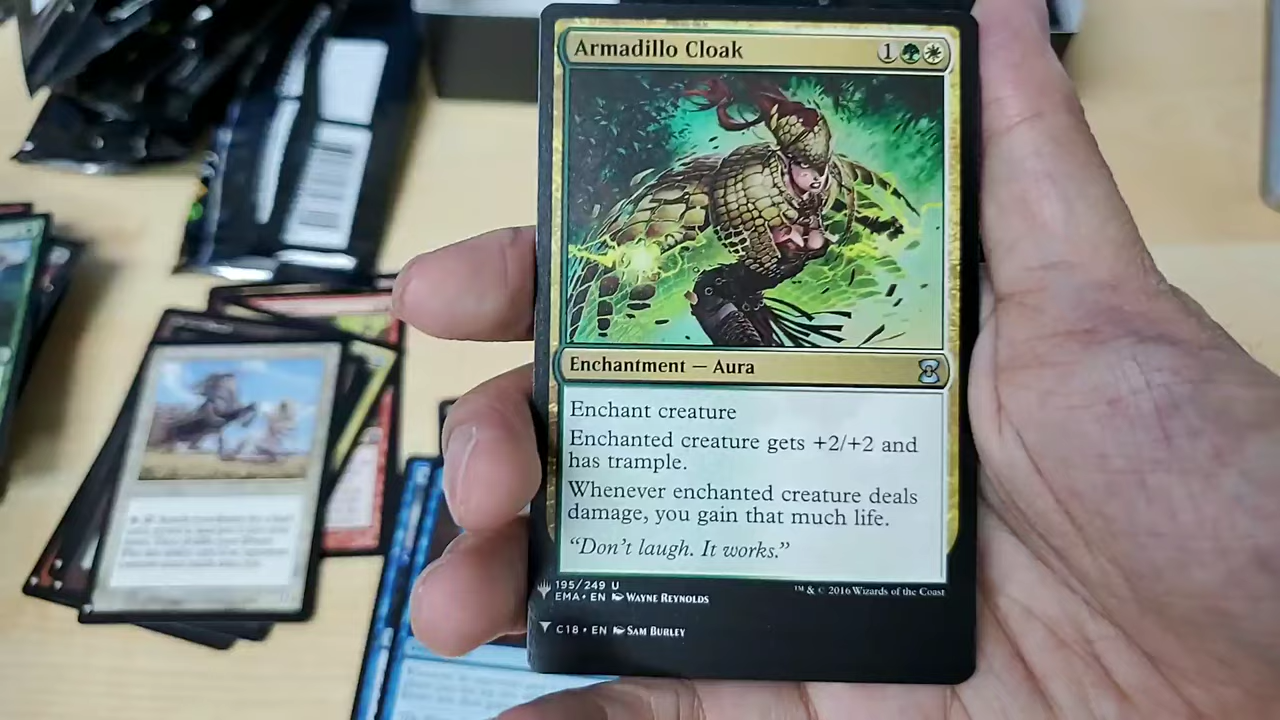 Armadillo Cloak 1
Enchantment — Aura
Enchant creature
Enchanted creature gets +2/+2 and
has trample.
Whenever enchanted creature deals
damage, you gain that much life.
“Don’t laugh. It works.”
195/249 U
EMA • EN Wayne Reynolds
™ & © 2016 Wizards of the Coast
C18 • EN Sam Burley